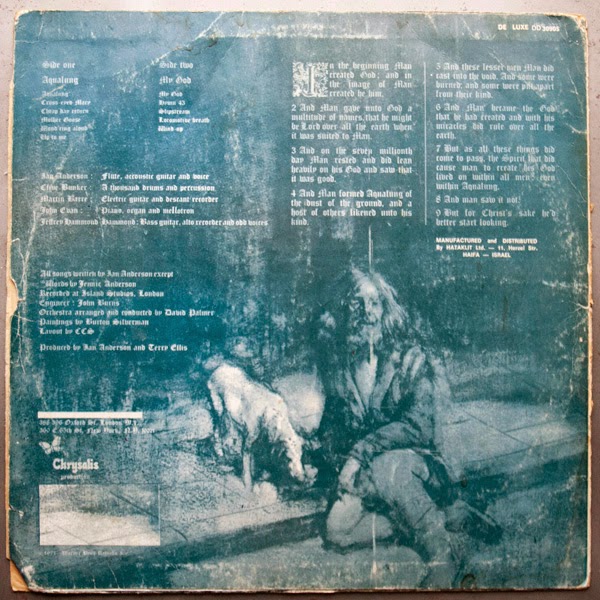 DE LUXE DD 20905
Side one
Aqualung
Aqualung
Cross-eyed Mary
Cheap day return
Mother Goose
Wond'ring aloud
Up to me
Side two
My God
My God
Hymn 43
Slipstream
Locomotive breath
Wind-up
Ian Anderson : Flute, acoustic guitar and voice
Clive Bunker : A thousand drums and percussion
Martin Barre : Electric guitar and descant recorder
John Evan : Piano, organ and mellotron
Jeffrey Hammond Hammond : Bass guitar, alto recorder and odd voices
All songs written by Ian Anderson except
Words by Jennie Anderson
Recorded at Island Studios, London
Engineer : John Burns
Orchestra arranged and conducted by David Palmer
Paintings by Burton Silverman
Layout by CCS
Produced by Ian Anderson and Terry Ellis
In the beginning Man
created God; and in
the image of Man
created he him.
2 And Man gave unto God a
multitude of names, that he might
be Lord over all the earth when
it was suited to Man.
3 And on the seven millionth
day Man rested and did lean
heavily on his God and saw that
it was good.
4 And Man formed Aqualung of
the dust of the ground, and a
host of others likened unto his
kind.
5 And these lesser men Man did
cast into the void. And some were
burned; and some were put apart
from their kind.
6 And Man became the God
that he had created and with his
miracles did rule over all the
earth.
7 But as all these things did
come to pass, the Spirit that did
cause man to create his God
lived on within all men: even
within Aqualung.
8 And man saw it not.
9 But for Christ's sake he'd
better start looking.
MANUFACTURED and DISTRIBUTED
By HATAKLIT Ltd. — 11, Herzel Str.
HAIFA — ISRAEL
Oxford St. London W.1.
St., New York, N.Y.
Chrysalis
productions